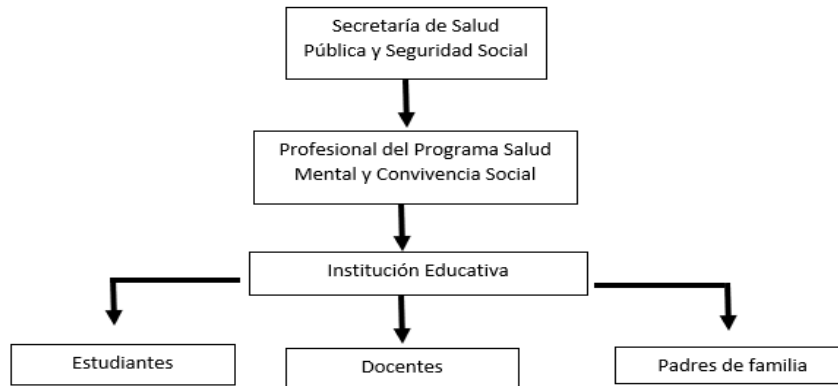 Secretaría de Salud
Pública y Seguridad Social
Profesional del Programa Salud
Mental y Convivencia Social
Institución Educativa
Estudiantes
Docentes
Padres de familia